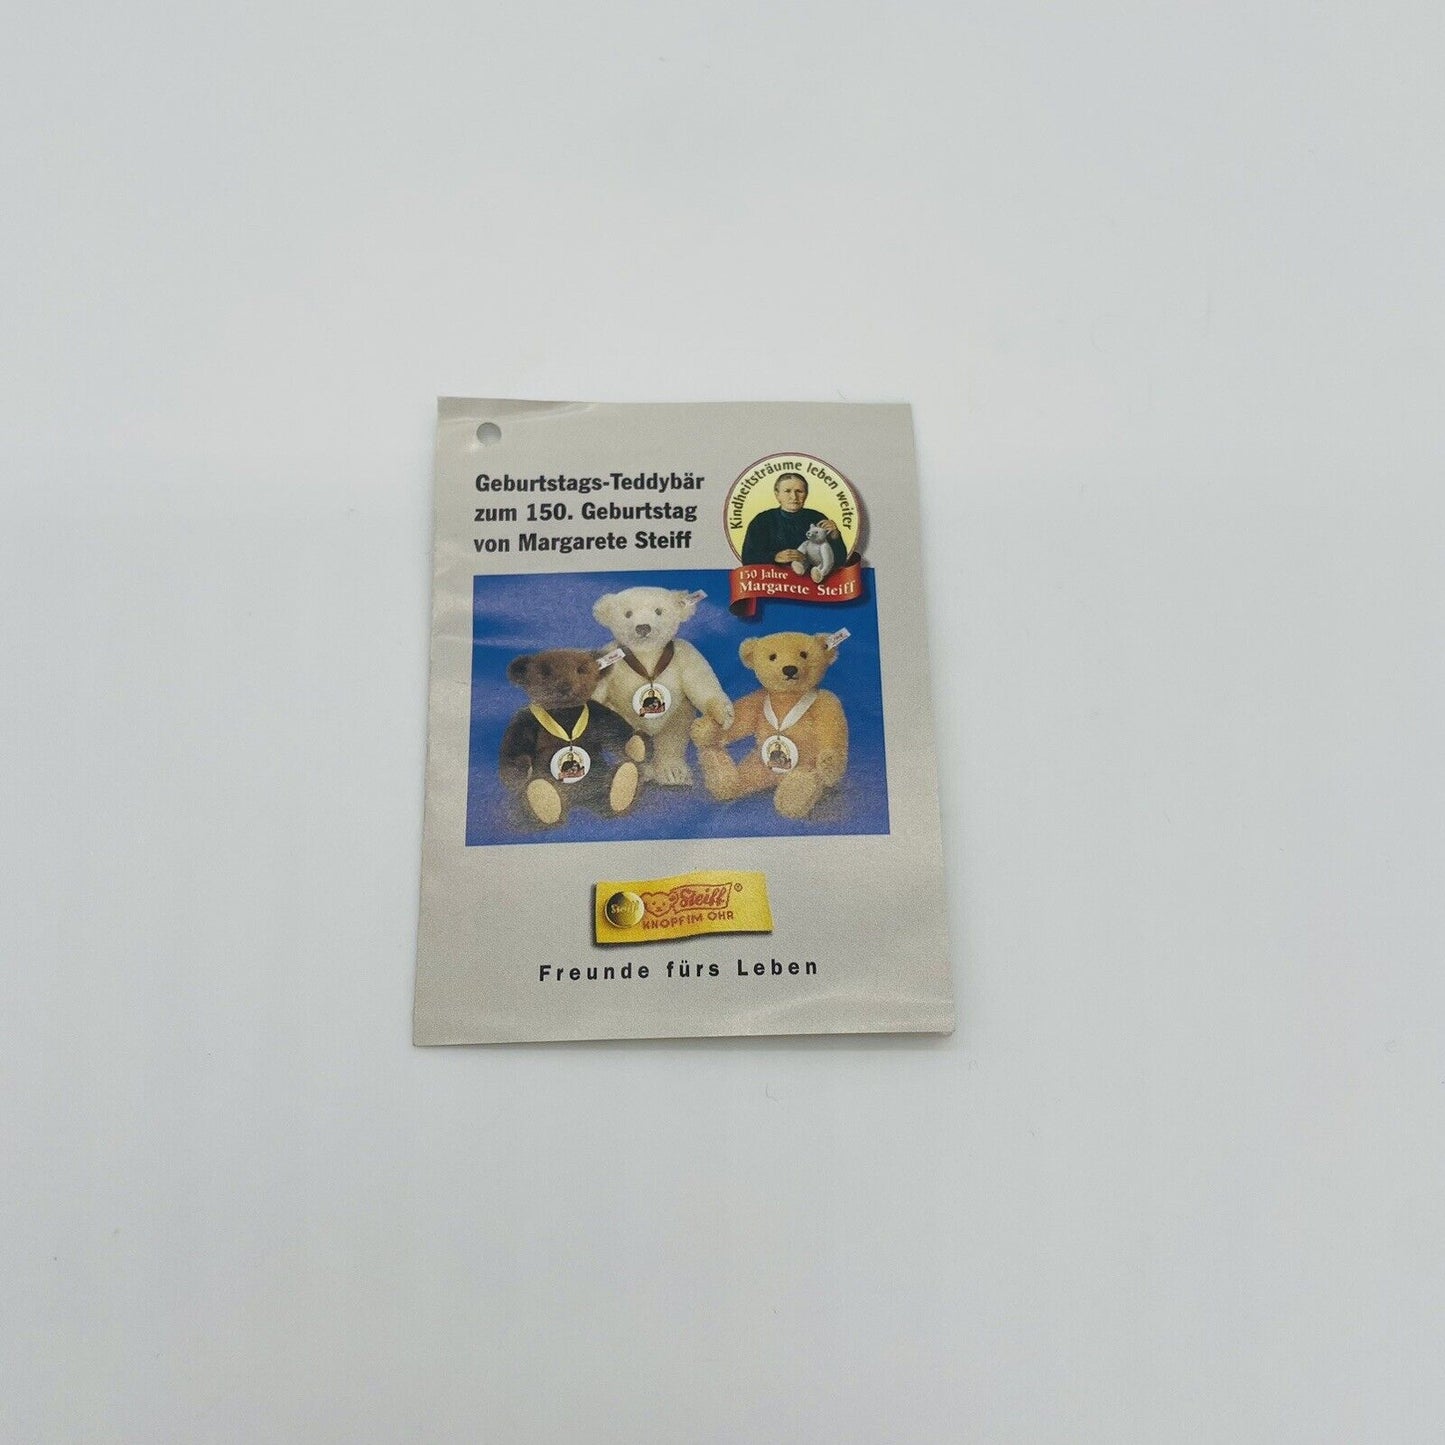 Geburtstags-Teddybär
zum 150. Geburtstag
von Margarete Steiff
Kindheitsträume leben weiter
150 Jahre
Margarete Steiff
Steiff
Steiff®
KNOPF IM OHR
Freunde fürs Leben